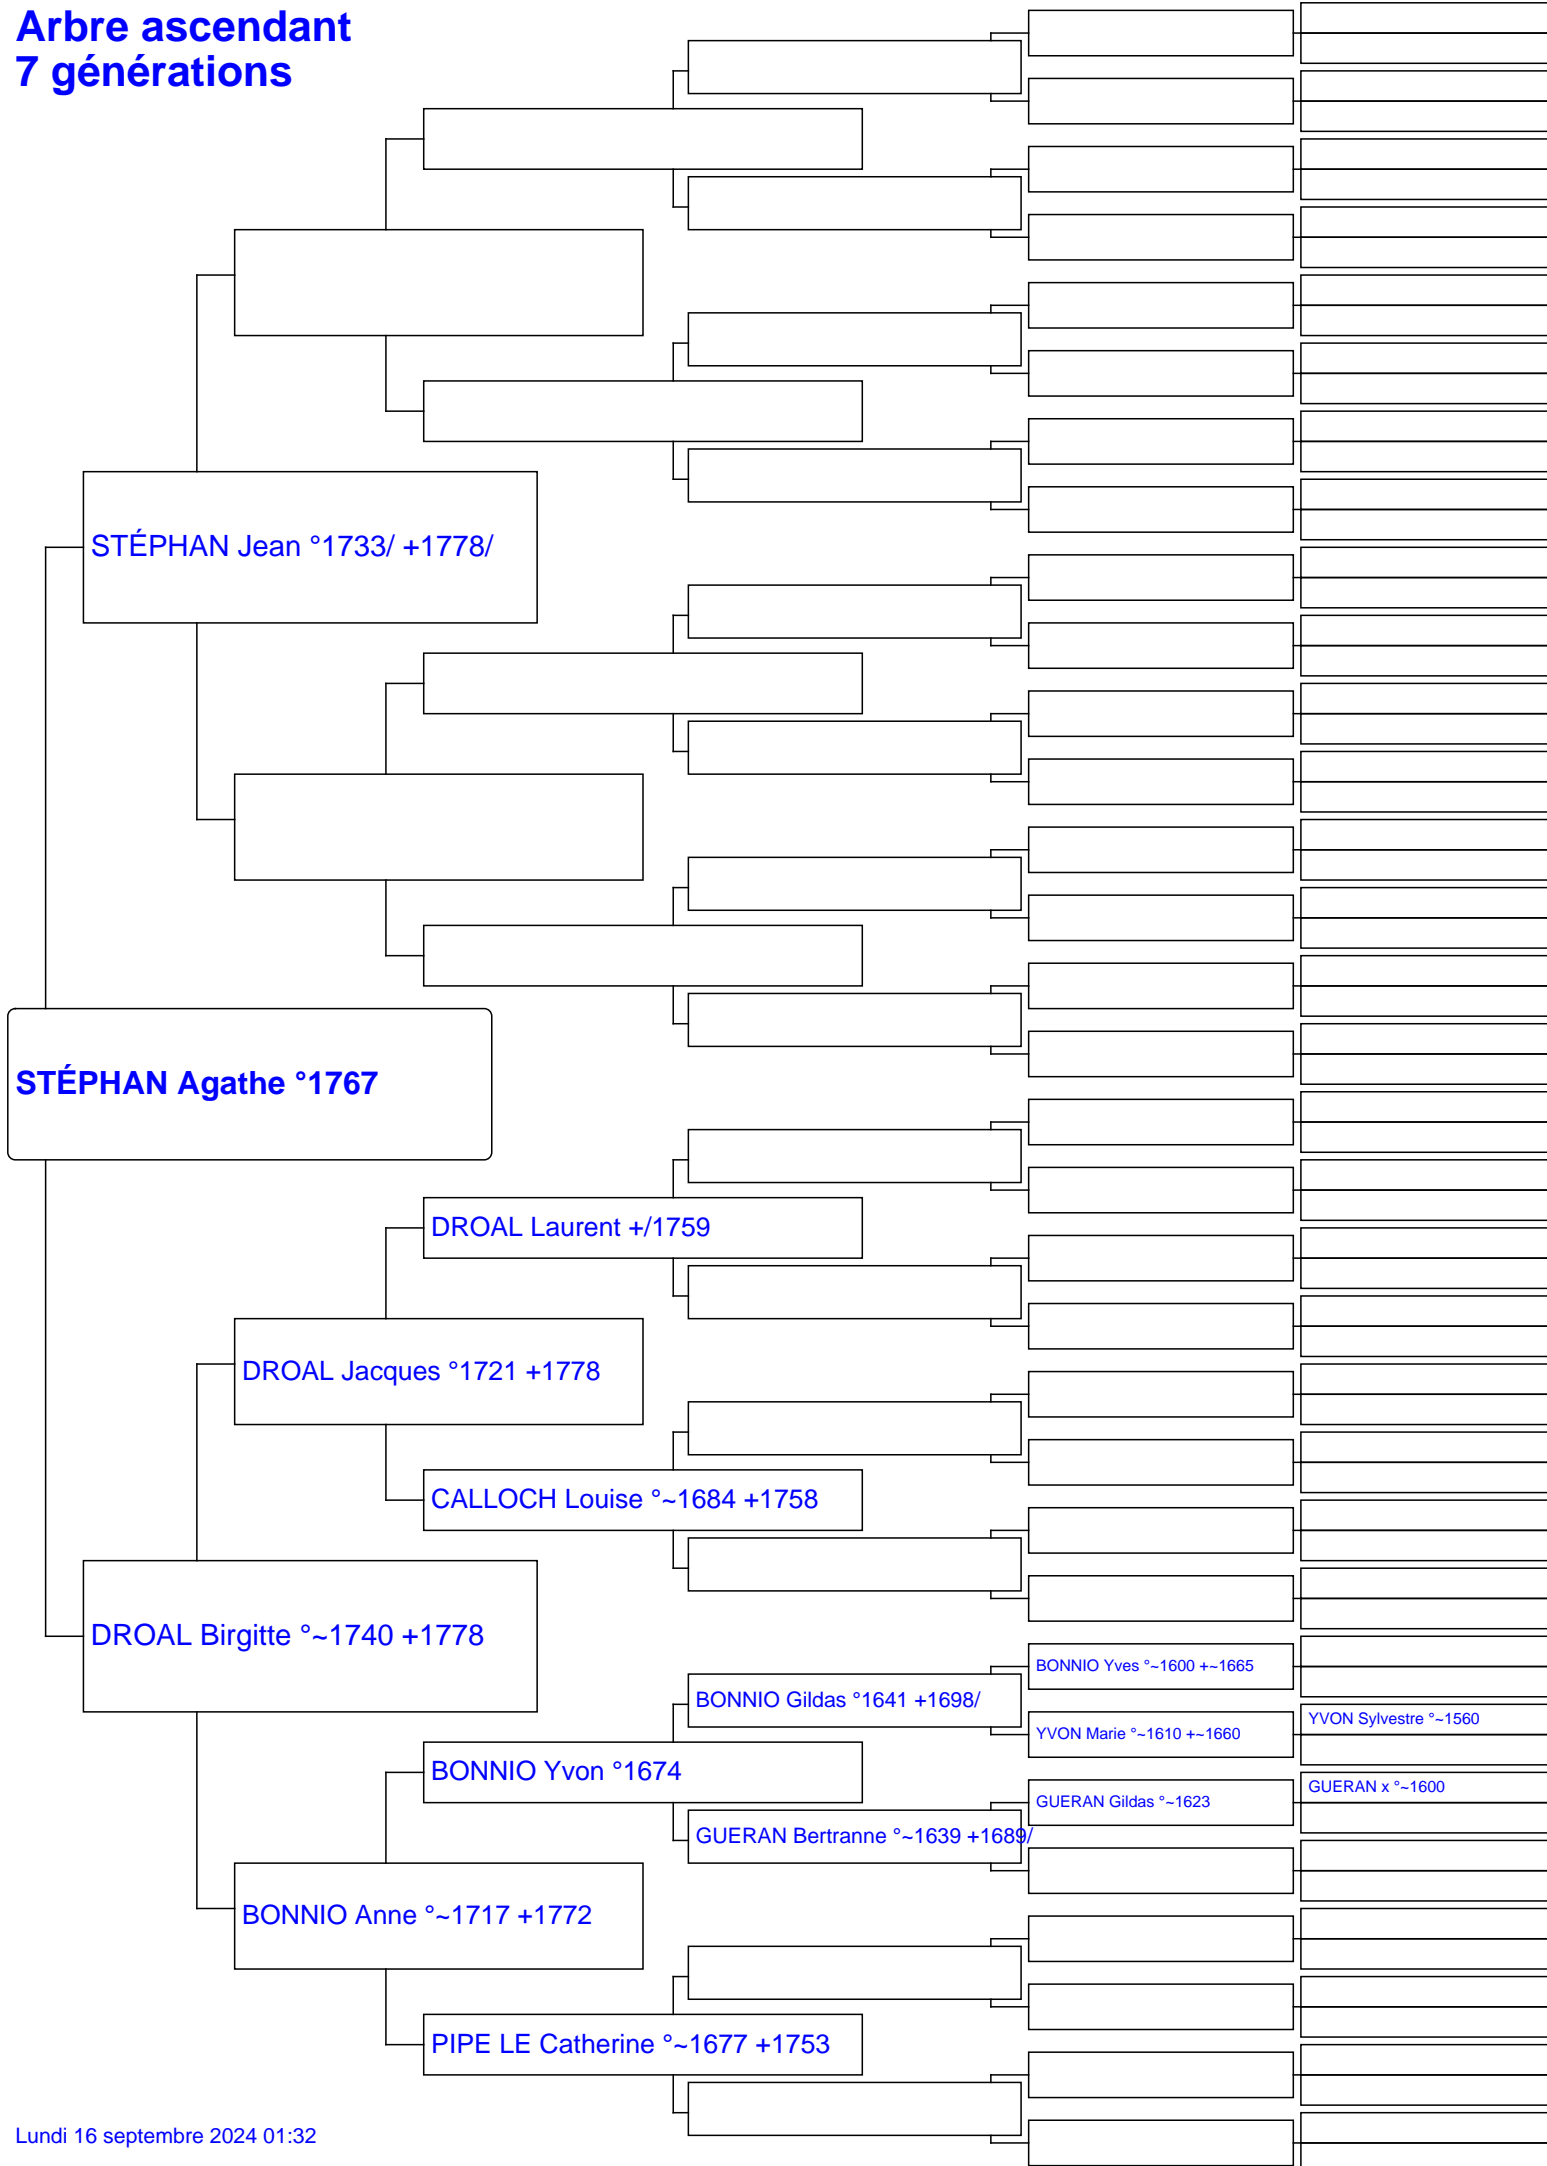 Arbre ascendant
7 générations
STÉPHAN Jean °1733/ +1778/
STÉPHAN Agathe °1767
DROAL Laurent +/1759
DROAL Jacques °1721 +1778
CALLOCH Louise °~1684 +1758
DROAL Birgitte °~1740 +1778
BONNIO Yves °~1600 +~1665
BONNIO Gildas °1641 +1698/
YVON Sylvestre °~1560
YVON Marie °~1610 +~1660
BONNIO Yvon °1674
GUERAN x °~1600
GUERAN Gildas °~1623
GUERAN Bertranne °~1639 +1689/
BONNIO Anne °~1717 +1772
PIPE LE Catherine °~1677 +1753
Lundi 16 septembre 2024 01:32